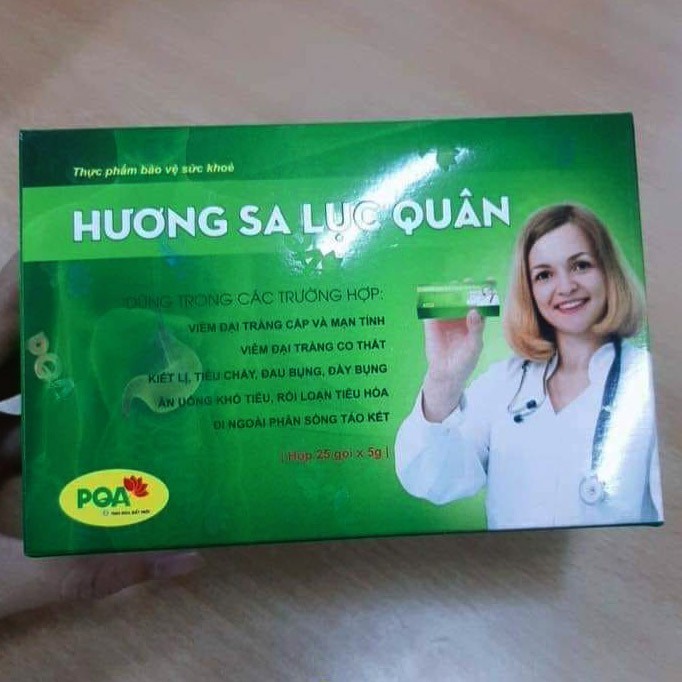 Thực phẩm bảo vệ sức khoẻ
HƯƠNG SA LỤC QUÂN
DÙNG TRONG CÁC TRƯỜNG HỢP:
VIÊM ĐẠI TRÀNG CẤP VÀ MẠN TÍNH
VIÊM ĐẠI TRÀNG CO THẮT
KIẾT LỊ, TIÊU CHẢY, ĐAU BỤNG, ĐẦY BỤNG
ĂN UỐNG KHÓ TIÊU, RỐI LOẠN TIÊU HÓA
ĐI NGOÀI PHÂN SỐNG TÁO KẾT
| Hộp 25 gói x 5g |
PQA